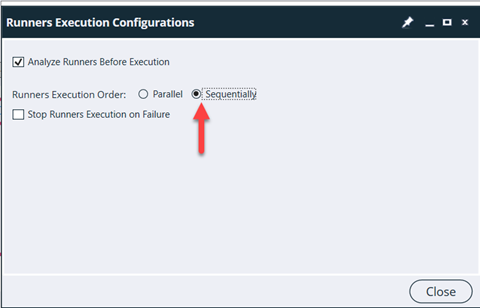 Runners Execution Configurations
Analyze Runners Before Execution
Runners Execution Order: Parallel Sequentially
Stop Runners Execution on Failure
Close